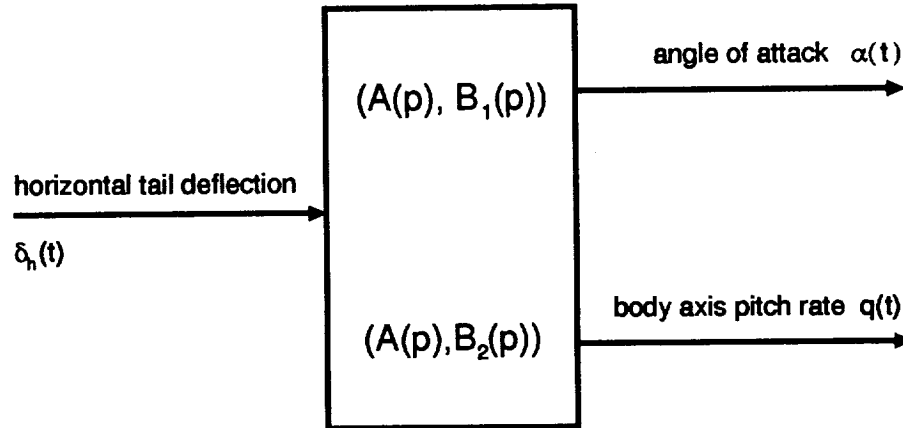 angle of attack α(t)
(A(p), B₁(p))
horizontal tail deflection
δₕ(t)
body axis pitch rate q(t)
(A(p),B₂(p))